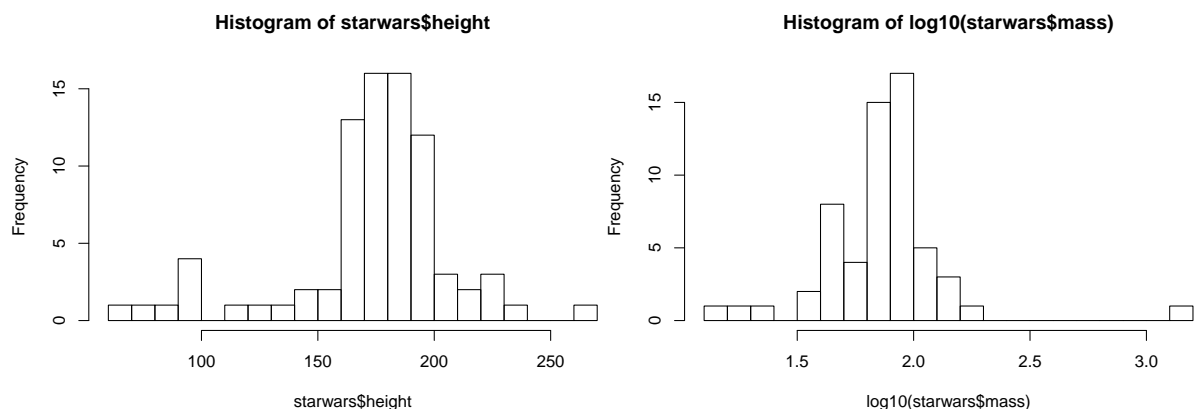 Histogram of starwars$height
Frequency
15
10
5
0
100 150 200 250
starwars$height
Histogram of log10(starwars$mass)
Frequency
15
10
5
0
1.5 2.0 2.5 3.0
log10(starwars$mass)